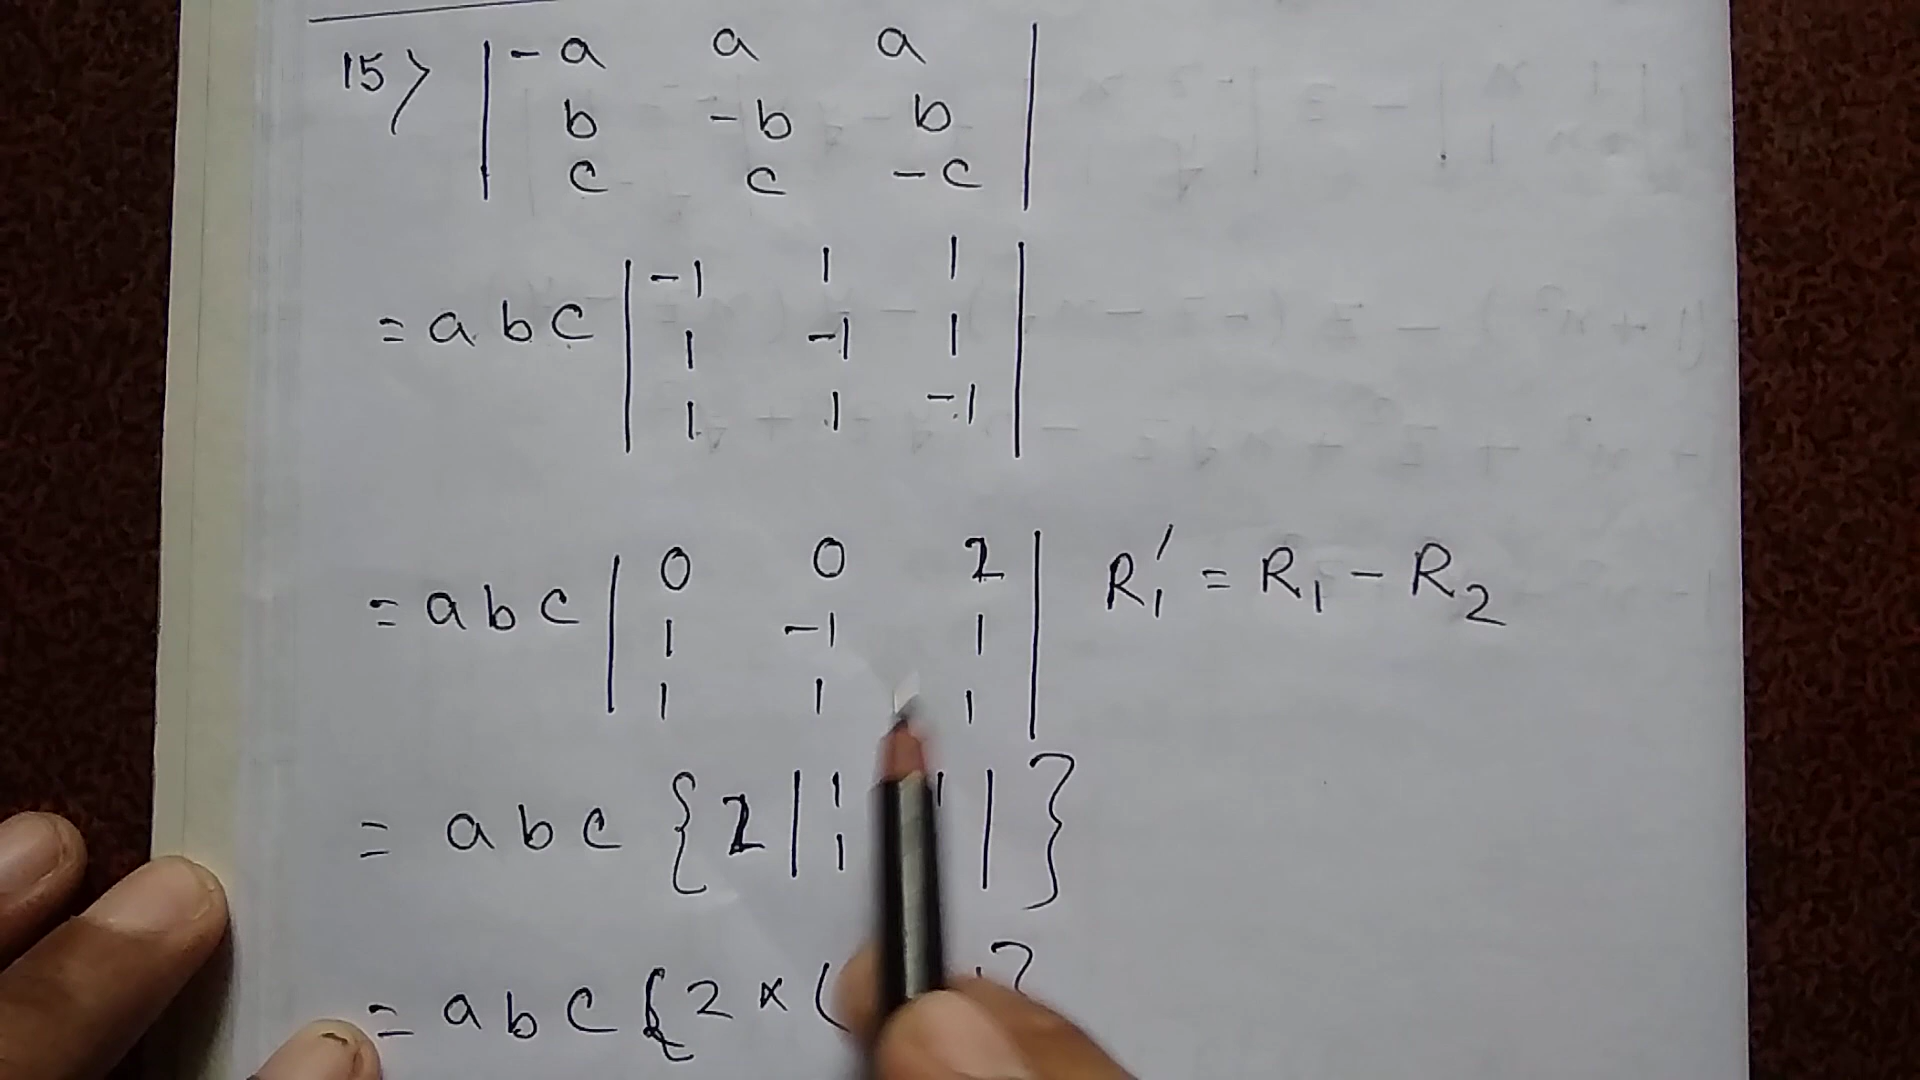 15> | -a a a |
| b -b b |
| c c -c |
= abc | -1 1 1 |
| 1 -1 1 |
| 1 1 -1 |
= abc | 0 0 2 | R₁′ = R₁ - R₂
| 1 -1 1 |
| 1 1 1 |
= abc { 2 | 1 1 | }
| 1 |
= abc { 2 × ( ) }